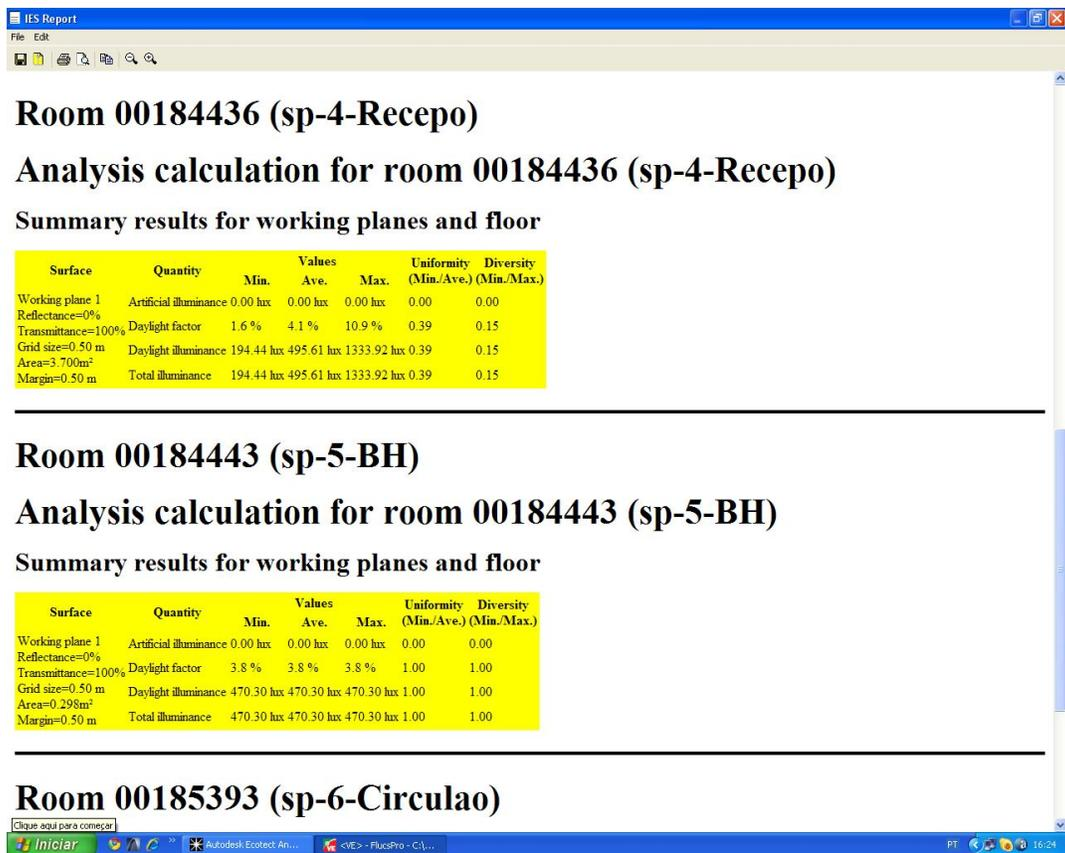 IES Report
File Edit
Room 00184436 (sp-4-Recepo)
Analysis calculation for room 00184436 (sp-4-Recepo)
Summary results for working planes and floor
Surface Quantity Values Uniformity Diversity
Min. Ave. Max. (Min./Ave.) (Min./Max.)
Working plane 1 Artificial illuminance 0.00 lux 0.00 lux 0.00 lux 0.00 0.00
Reflectance=0%
Transmittance=100% Daylight factor 1.6 % 4.1 % 10.9 % 0.39 0.15
Grid size=0.50 m Daylight illuminance 194.44 lux 495.61 lux 1333.92 lux 0.39 0.15
Area=3.700m²
Margin=0.50 m Total illuminance 194.44 lux 495.61 lux 1333.92 lux 0.39 0.15
Room 00184443 (sp-5-BH)
Analysis calculation for room 00184443 (sp-5-BH)
Summary results for working planes and floor
Surface Quantity Values Uniformity Diversity
Min. Ave. Max. (Min./Ave.) (Min./Max.)
Working plane 1 Artificial illuminance 0.00 lux 0.00 lux 0.00 lux 0.00 0.00
Reflectance=0%
Transmittance=100% Daylight factor 3.8 % 3.8 % 3.8 % 1.00 1.00
Grid size=0.50 m Daylight illuminance 470.30 lux 470.30 lux 470.30 lux 1.00 1.00
Area=0.298m²
Margin=0.50 m Total illuminance 470.30 lux 470.30 lux 470.30 lux 1.00 1.00
Room 00185393 (sp-6-Circulao)
Clique aqui para começar
Iniciar » Autodesk Ecotect An... <VE> - FlucsPro - C:\... PT 16:24